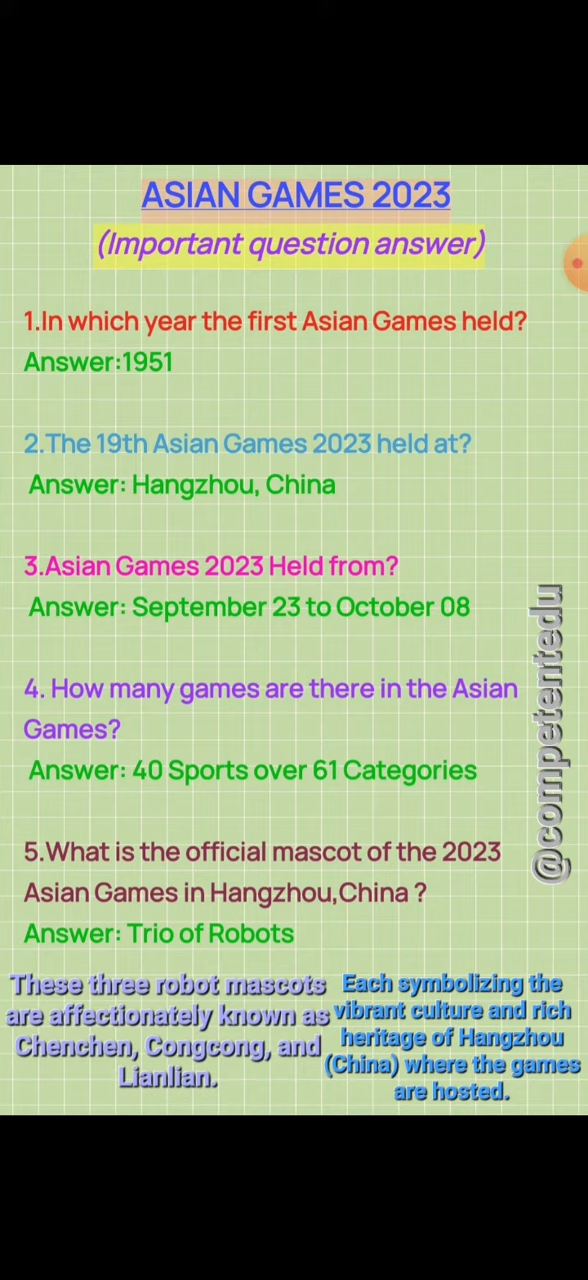 ASIAN GAMES 2023
(Important question answer)
1.In which year the first Asian Games held?
Answer:1951
2.The 19th Asian Games 2023 held at?
Answer: Hangzhou, China
3.Asian Games 2023 Held from?
Answer: September 23 to October 08
4. How many games are there in the Asian
Games?
Answer: 40 Sports over 61 Categories
5.What is the official mascot of the 2023
Asian Games in Hangzhou,China ?
Answer: Trio of Robots
These three robot mascots
are affectionately known as
Chenchen, Congcong, and
Lianlian.
Each symbolizing the
vibrant culture and rich
heritage of Hangzhou
(China) where the games
are hosted.
@competentedu